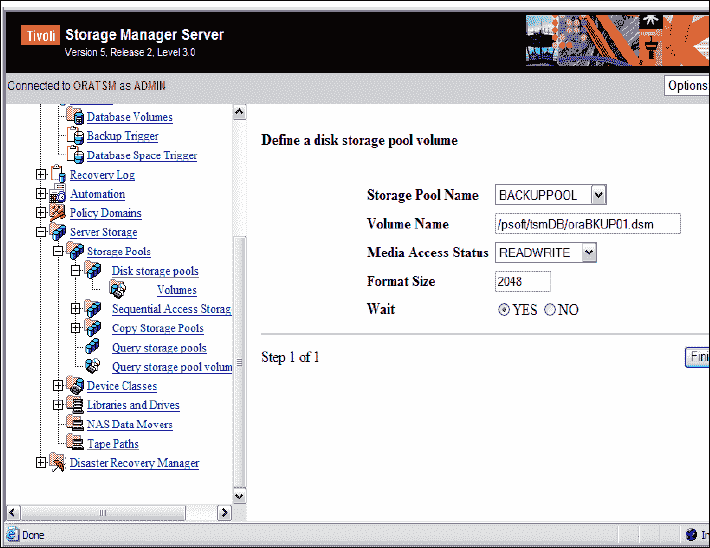 Tivoli Storage Manager Server
Version 5, Release 2, Level 3.0
Connected to ORATSM as ADMIN
Options
Database Volumes
Backup Trigger
Database Space Trigger
Recovery Log
Automation
Policy Domains
Server Storage
Storage Pools
Disk storage pools
Volumes
Sequential Access Storag
Copy Storage Pools
Query storage pools
Query storage pool volum
Device Classes
Libraries and Drives
NAS Data Movers
Tape Paths
Disaster Recovery Manager
Define a disk storage pool volume
Storage Pool Name BACKUPPOOL
Volume Name /psoft/tsmDB/oraBKUP01.dsm
Media Access Status READWRITE
Format Size 2048
Wait YES NO
Step 1 of 1
Fini
Done